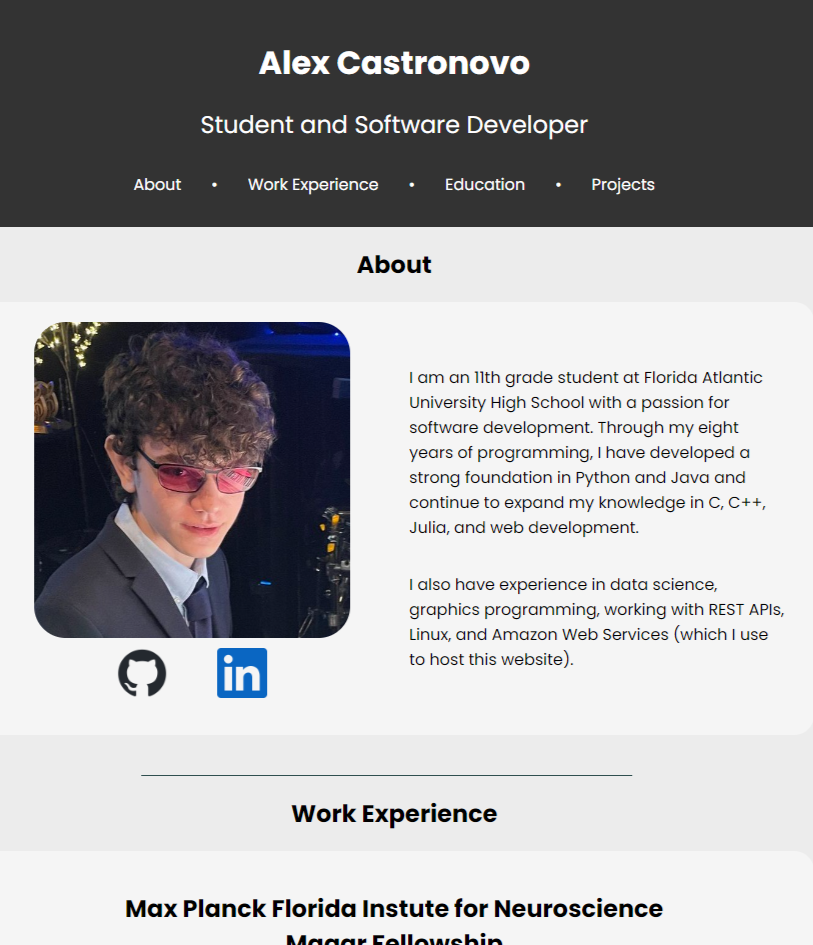 Alex Castronovo
Student and Software Developer
About • Work Experience • Education • Projects
About
I am an 11th grade student at Florida Atlantic
University High School with a passion for
software development. Through my eight
years of programming, I have developed a
strong foundation in Python and Java and
continue to expand my knowledge in C, C++,
Julia, and web development.
I also have experience in data science,
graphics programming, working with REST APIs,
Linux, and Amazon Web Services (which I use
to host this website).
in
Work Experience
Max Planck Florida Instute for Neuroscience
Magar Fellowship